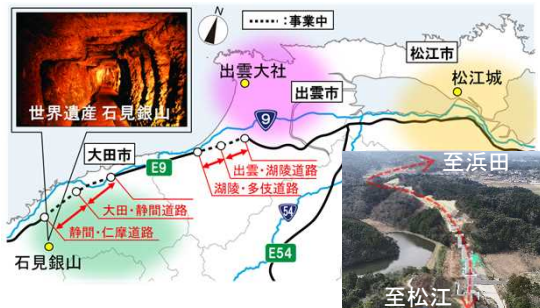 N
:事業中
世界遺産 石見銀山
出雲大社
松江市
松江城
出雲市
9
大田市
E9
出雲・湖陵道路
湖陵・多伎道路
大田・静間道路
静間・仁摩道路
54
E54
石見銀山
至浜田
至松江